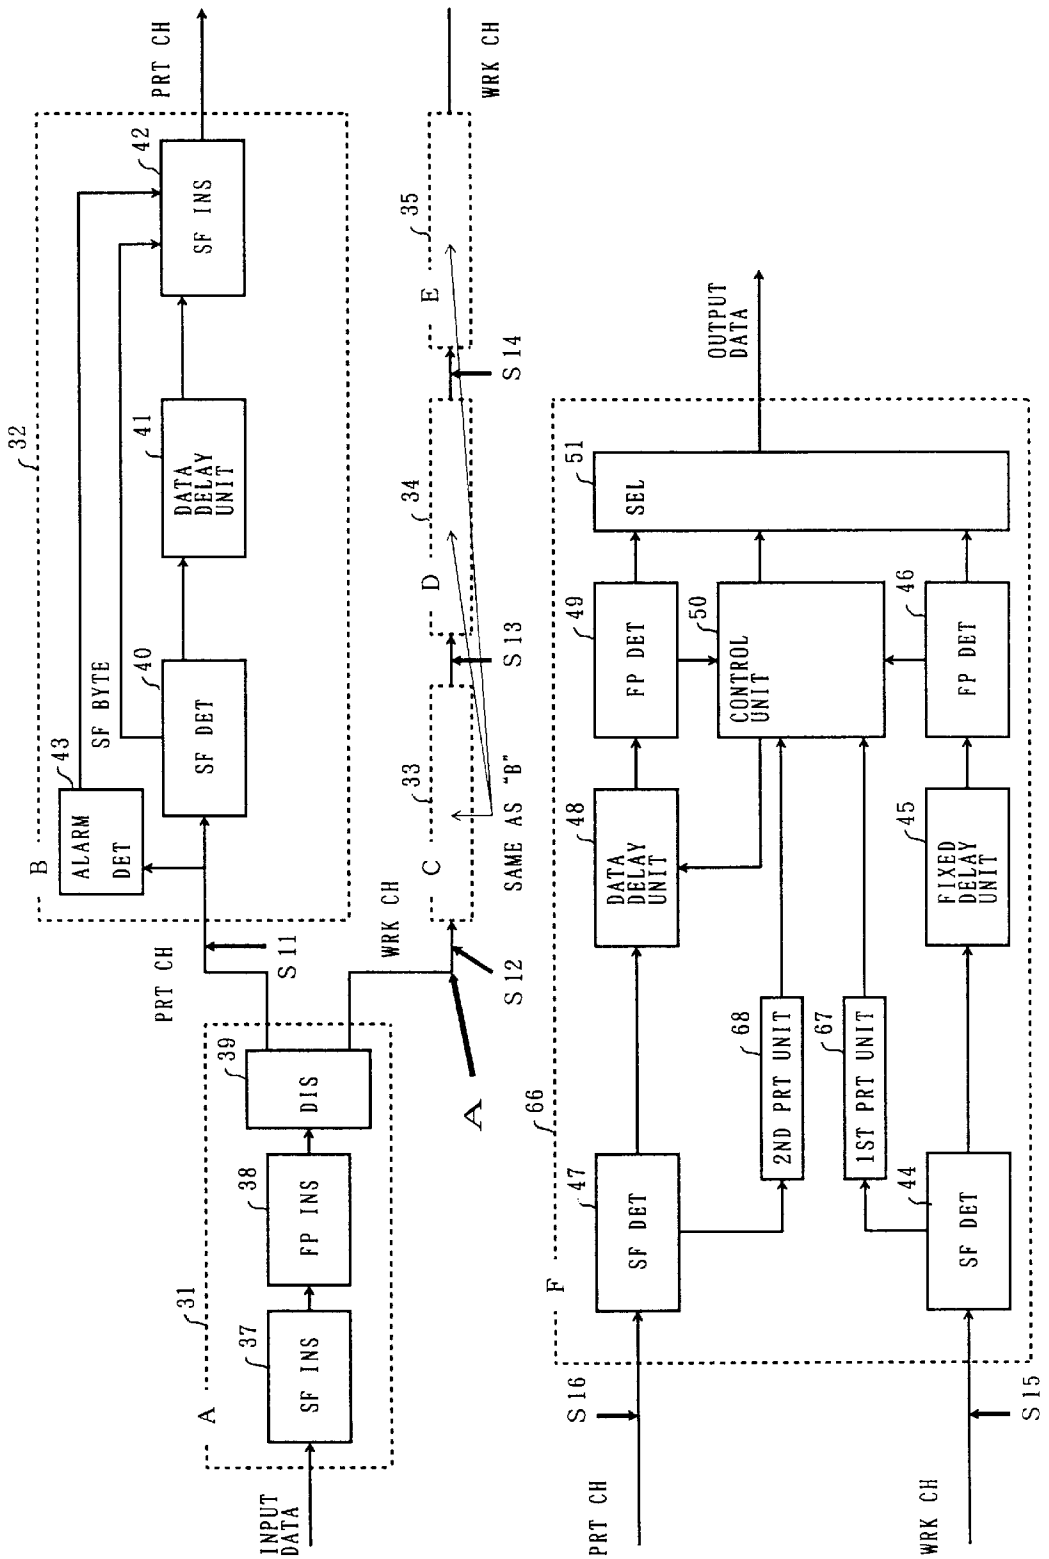 INPUT
DATA
A
31
SF INS
37
FP INS
38
DIS
39
PRT CH
S11
WRK CH
S12
A
B
32
ALARM
DET
43
SF BYTE
SF DET
40
DATA
DELAY
UNIT
41
SF INS
42
PRT CH
C
33
S13
D
34
S14
E
35
WRK CH
SAME AS "B"
PRT CH
S16
WRK CH
S15
F
66
SF DET
47
SF DET
44
2ND PRT UNIT
68
1ST PRT UNIT
67
DATA
DELAY
UNIT
48
FIXED
DELAY
UNIT
45
FP DET
49
CONTROL
UNIT
50
FP DET
46
SEL
51
OUTPUT
DATA